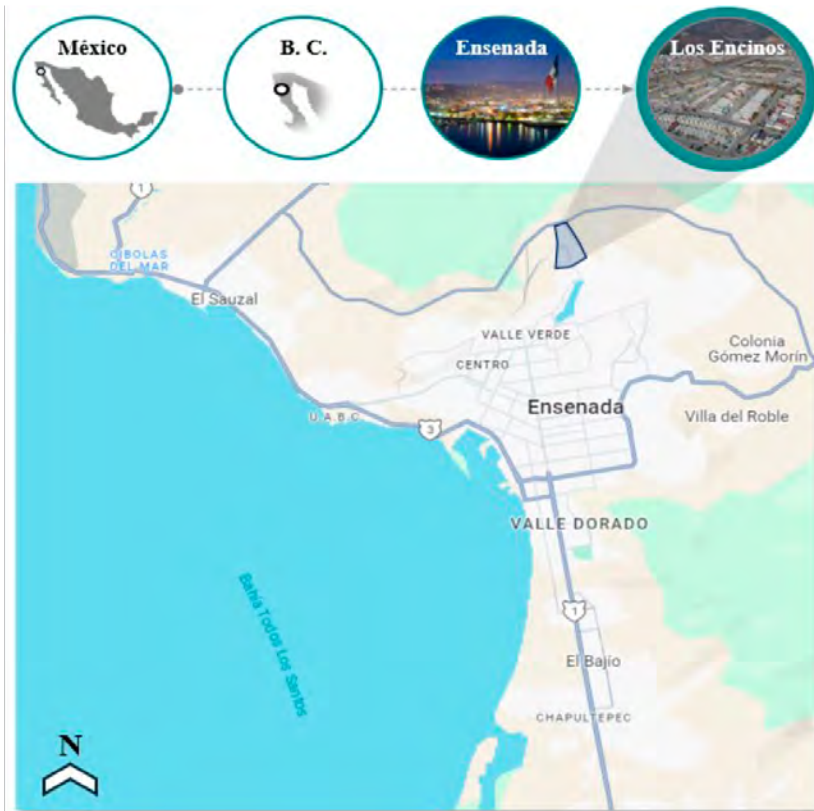 México
B. C.
Ensenada
Los Encinos
1
CIBOLAS
DEL MAR
El Sauzal
VALLE VERDE
CENTRO
Colonia
Gómez Morín
Ensenada
Villa del Roble
U.A.B.C.
3
VALLE DORADO
Bahía Todos Los Santos
1
El Bajío
CHAPULTEPEC
N